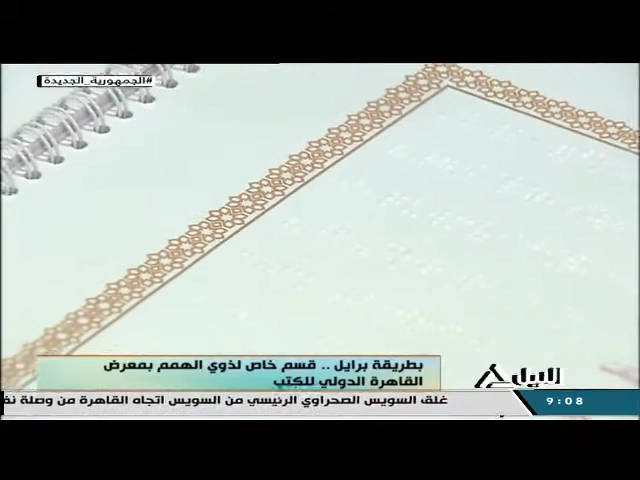 #الجمهورية_الجديدة
بطريقة برايل .. قسم خاص لذوي الهمم بمعرض
القاهرة الدولي للكتب
غلق السويس الصحراوي الرئيسي من السويس اتجاه القاهرة من وصلة
9:08